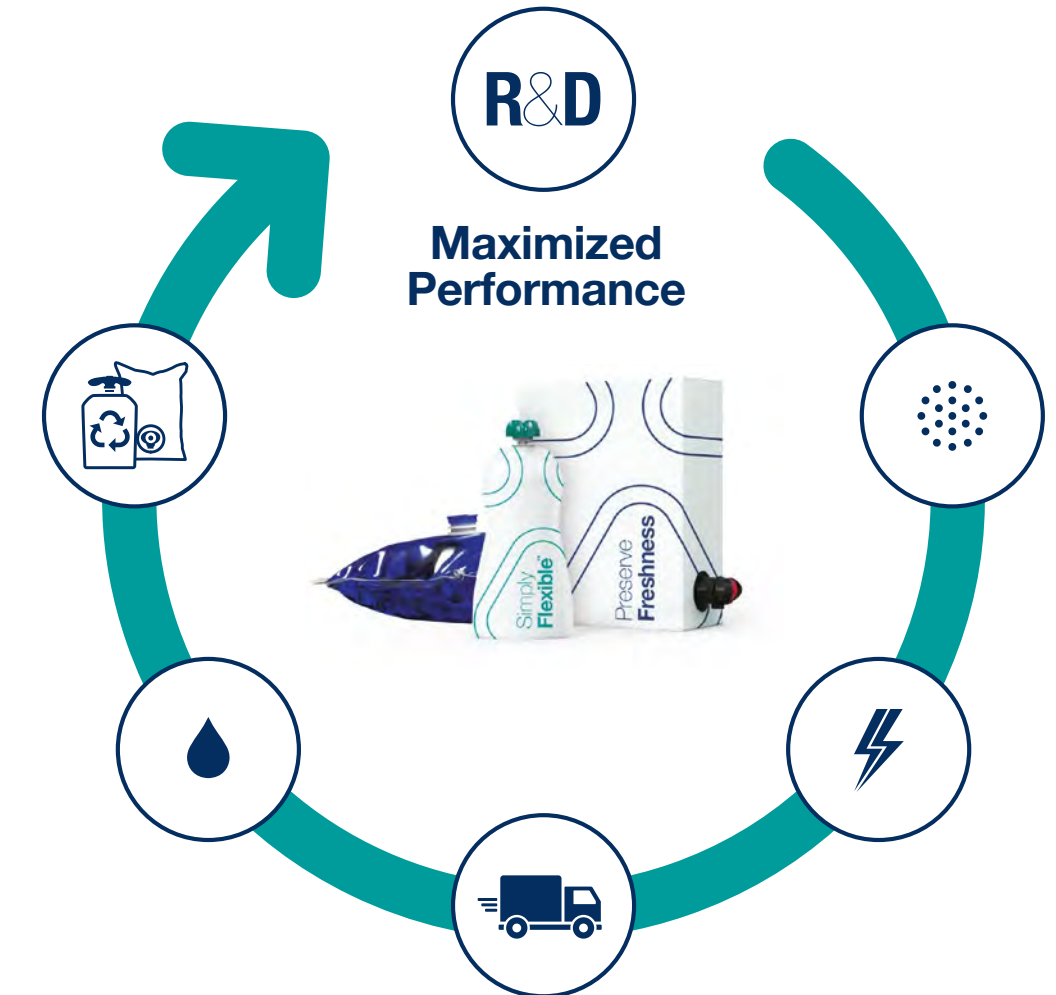 R&D
Maximized
Performance
Simply
Flexible™
Preserve
Freshness